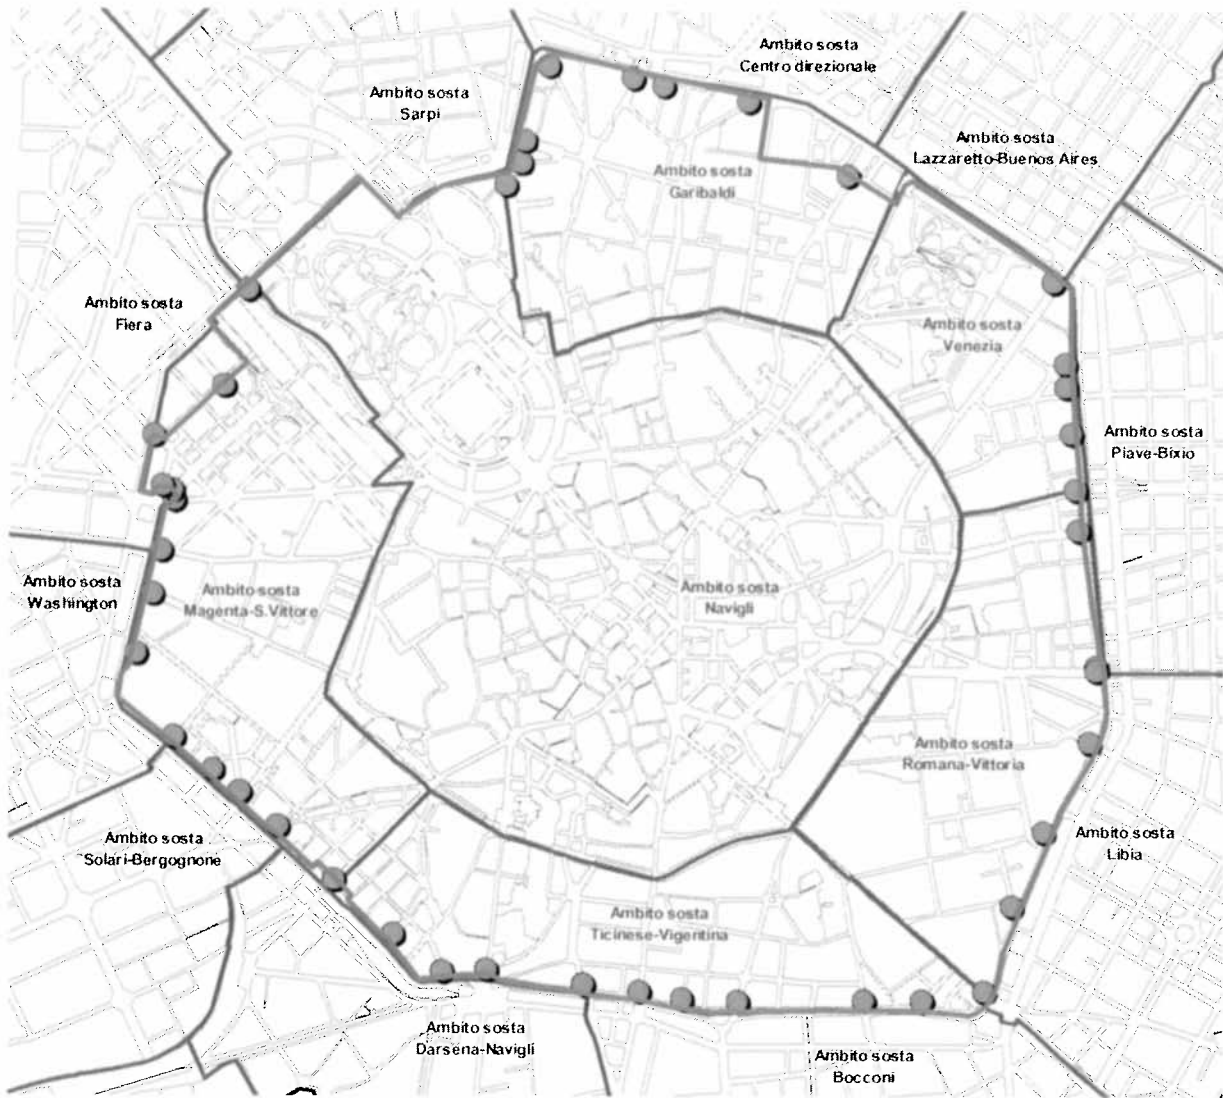 Ambito sosta
Centro direzionale
Ambito sosta
Sarpi
Ambito sosta
Lazzaretto-Buenos Aires
Ambito sosta
Garibaldi
Ambito sosta
Fiera
Ambito sosta
Venezia
Ambito sosta
Piave-Bixio
Ambito sosta
Washington
Ambito sosta
Magenta-S.Vittore
Ambito sosta
Navigli
Ambito sosta
Romana-Vittoria
Ambito sosta
Solari-Bergognone
Ambito sosta
Libia
Ambito sosta
Ticinese-Vigentina
Ambito sosta
Darsena-Navigli
Ambito sosta
Bocconi